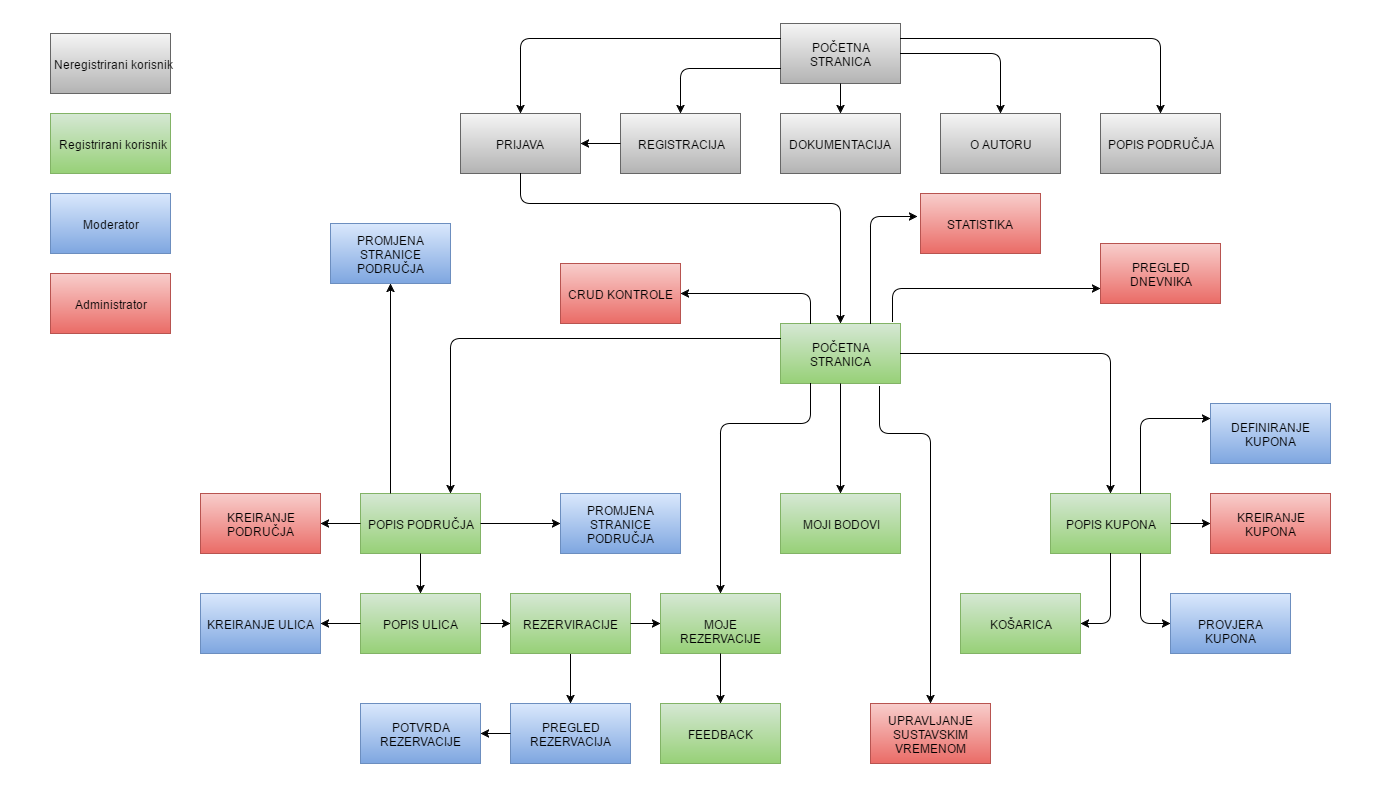 Neregistrirani korisnik
Registrirani korisnik
Moderator
Administrator
POČETNA
STRANICA
PRIJAVA
REGISTRACIJA
DOKUMENTACIJA
O AUTORU
POPIS PODRUČJA
STATISTIKA
PROMJENA
STRANICE
PODRUČJA
PREGLED
DNEVNIKA
CRUD KONTROLE
POČETNA
STRANICA
DEFINIRANJE
KUPONA
KREIRANJE
PODRUČJA
POPIS PODRUČJA
PROMJENA
STRANICE
PODRUČJA
MOJI BODOVI
POPIS KUPONA
KREIRANJE
KUPONA
KREIRANJE ULICA
POPIS ULICA
REZERVIRACIJE
MOJE
REZERVACIJE
KOŠARICA
PROVJERA
KUPONA
POTVRDA
REZERVACIJE
PREGLED
REZERVACIJA
FEEDBACK
UPRAVLJANJE
SUSTAVSKIM
VREMENOM